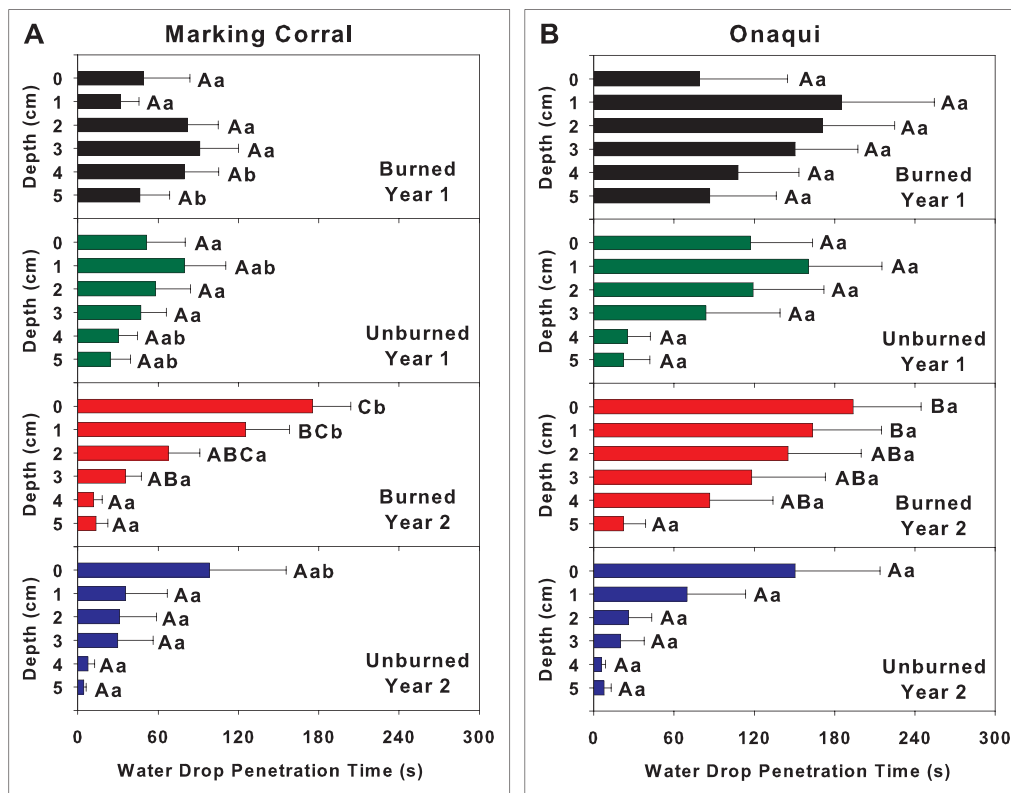 A Marking Corral
Depth (cm)
0 Aa
1 Aa
2 Aa
3 Aa
4 Ab
5 Ab
Burned
Year 1
Depth (cm)
0 Aa
1 Aab
2 Aa
3 Aa
4 Aab
5 Aab
Unburned
Year 1
Depth (cm)
0 Cb
1 BCb
2 ABCa
3 ABa
4 Aa
5 Aa
Burned
Year 2
Depth (cm)
0 Aab
1 Aa
2 Aa
3 Aa
4 Aa
5 Aa
Unburned
Year 2
0 60 120 180 240 300
Water Drop Penetration Time (s)
B Onaqui
Depth (cm)
0 Aa
1 Aa
2 Aa
3 Aa
4 Aa
5 Aa
Burned
Year 1
Depth (cm)
0 Aa
1 Aa
2 Aa
3 Aa
4 Aa
5 Aa
Unburned
Year 1
Depth (cm)
0 Ba
1 Ba
2 ABa
3 ABa
4 ABa
5 Aa
Burned
Year 2
Depth (cm)
0 Aa
1 Aa
2 Aa
3 Aa
4 Aa
5 Aa
Unburned
Year 2
0 60 120 180 240 300
Water Drop Penetration Time (s)